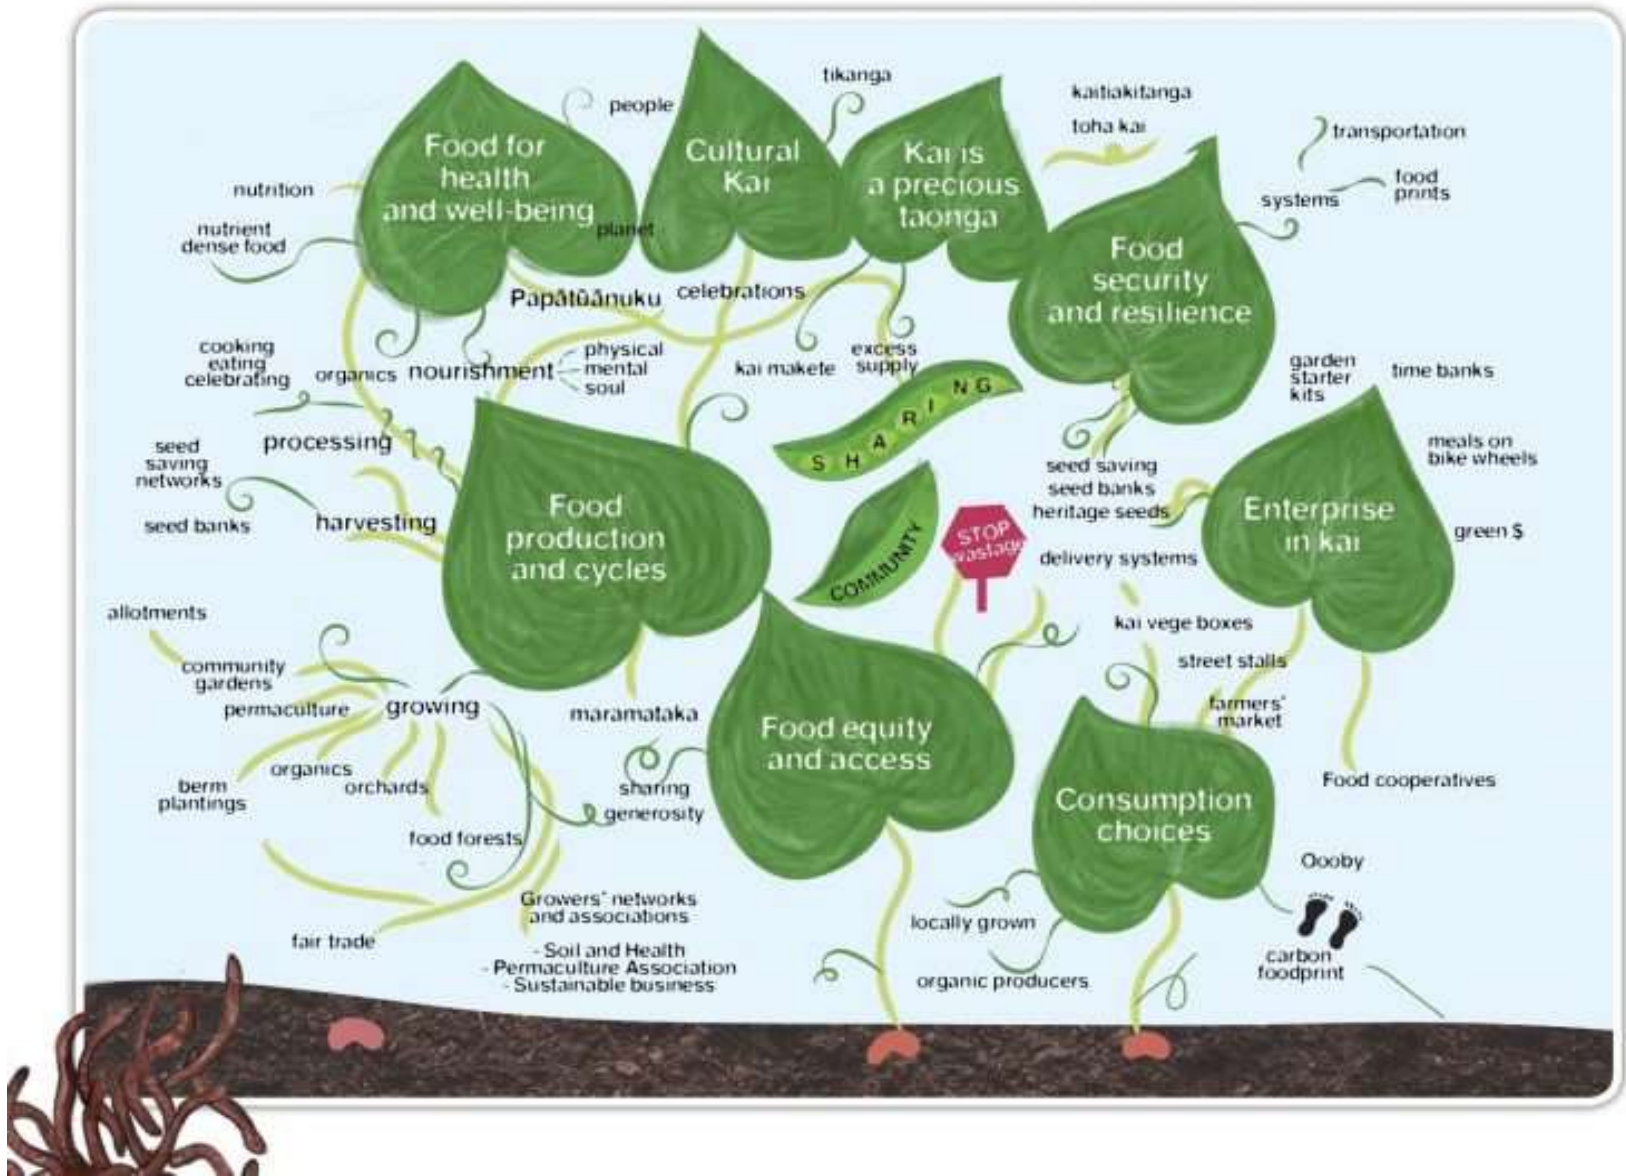 Food for
health
and well-being
people
planet
Papātūānuku
nutrition
nutrient
dense food
organics
nourishment
physical
mental
soul
Cultural
Kai
tikanga
celebrations
Kai is
a precious
taonga
kaitiakitanga
toha kai
kai makete
excess
supply
SHARING
COMMUNITY
Food
security
and resilience
systems
transportation
food
prints
seed saving
seed banks
heritage seeds
Enterprise
in kai
garden
starter
kits
time banks
meals on
bike wheels
green $
delivery systems
kai vege boxes
street stalls
farmers'
market
Food cooperatives
Food
production
and cycles
cooking
eating
celebrating
processing
seed
saving
networks
seed banks
harvesting
allotments
community
gardens
permaculture
growing
maramataka
berm
plantings
organics
orchards
food forests
fair trade
Growers' networks
and associations
- Soil and Health
- Permaculture Association
- Sustainable business
Food equity
and access
STOP
wastage
sharing
generosity
Consumption
choices
locally grown
organic producers
Oooby
carbon
foodprint